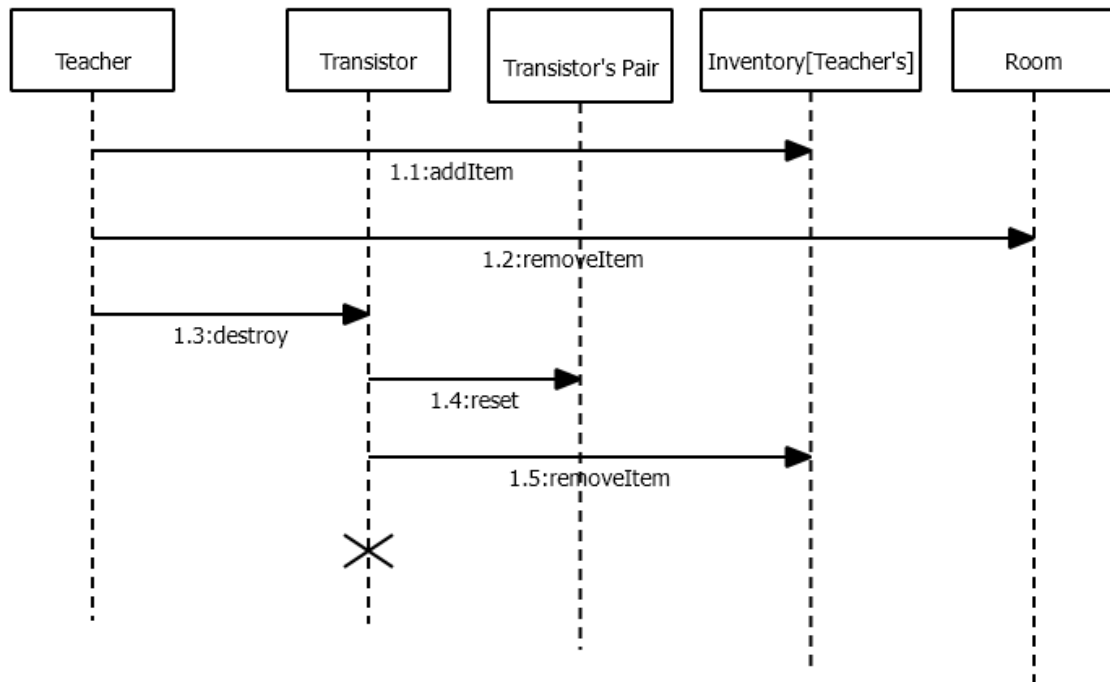 Teacher
Transistor
Transistor's Pair
Inventory[Teacher's]
Room
1.1:addItem
1.2:removeItem
1.3:destroy
1.4:reset
1.5:removeItem